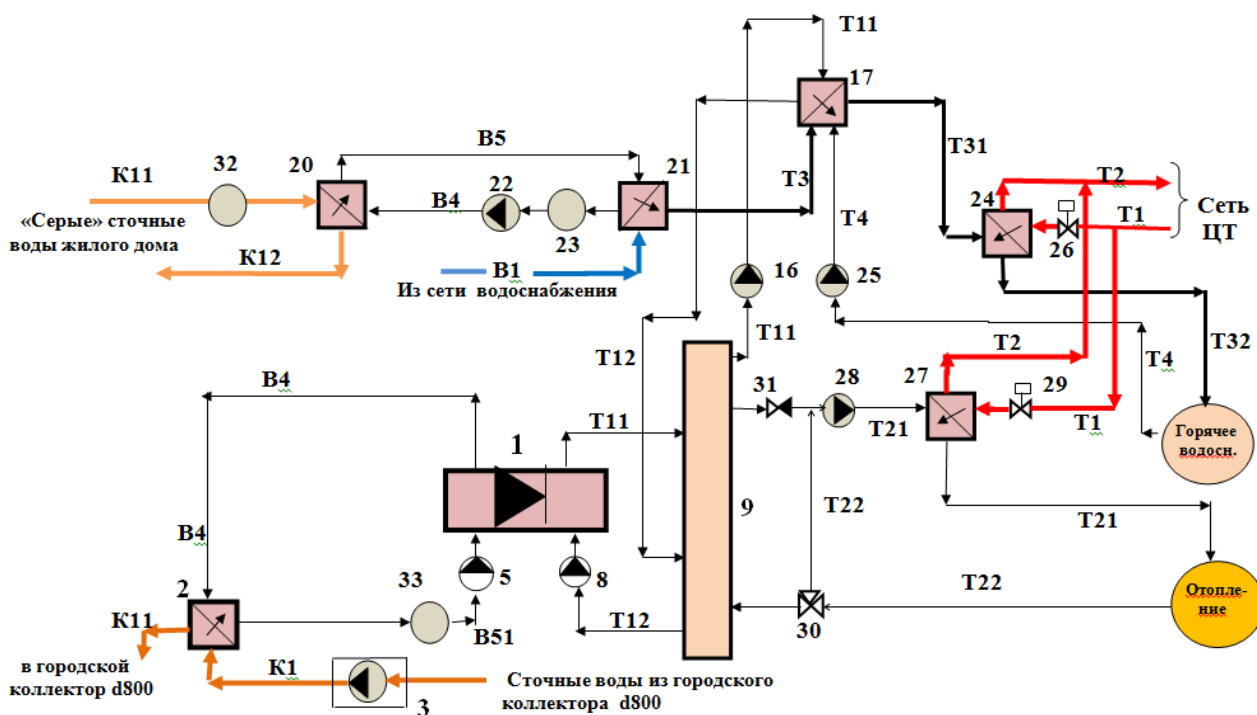 Т11
17
В5
21
32
20
К11
Т31
Т2
22
Т3
24
В4
Сеть
ЦТ
Т1
«Серые» сточные
воды жилого дома
Т4
23
26
К12
В1
16
25
Из сети водоснабжения
Т11
Т2
Т32
Т12
27
29
Т4
31
28
В4
Т11
Т21
Т1
Горячее
водосн.
1
9
Т22
Т21
В4
5
8
33
2
Т22
Отопле-
ние
К11
Т12
В51
30
в городской
коллектор d800
К1
3
Сточные воды из городского
коллектора d800